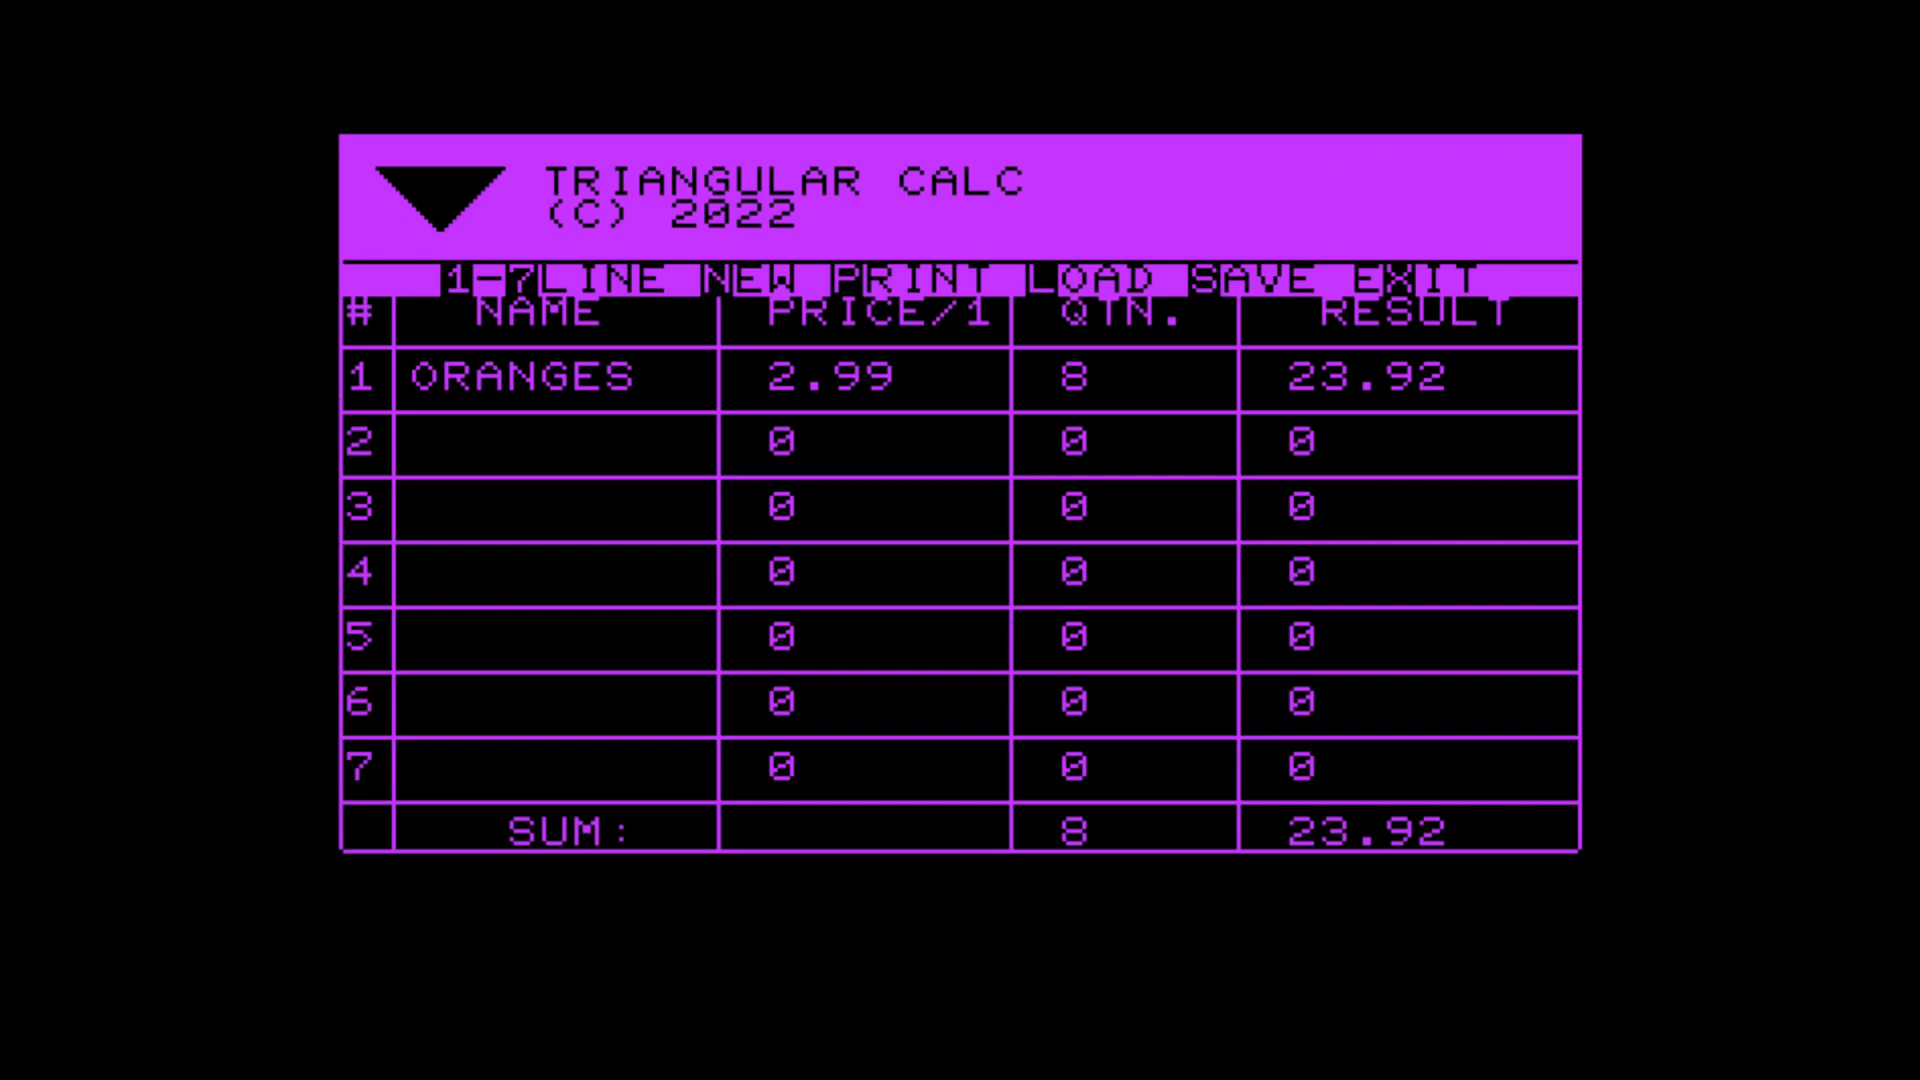 TRIANGULAR CALC
(C) 2022
1-7LINE NEW PRINT LOAD SAVE EXIT
# NAME PRICE/1 QTN. RESULT
1 ORANGES 2.99 8 23.92
2 0 0 0
3 0 0 0
4 0 0 0
5 0 0 0
6 0 0 0
7 0 0 0
SUM: 8 23.92